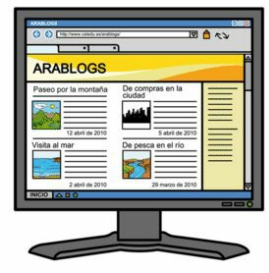 ARABLOGS
ARABLOGS
Paseo por la montaña
12 abril de 2010
De compras en la
ciudad
5 abril de 2010
Visita al mar
2 abril de 2010
De pesca en el río
29 marzo de 2010
INICIO